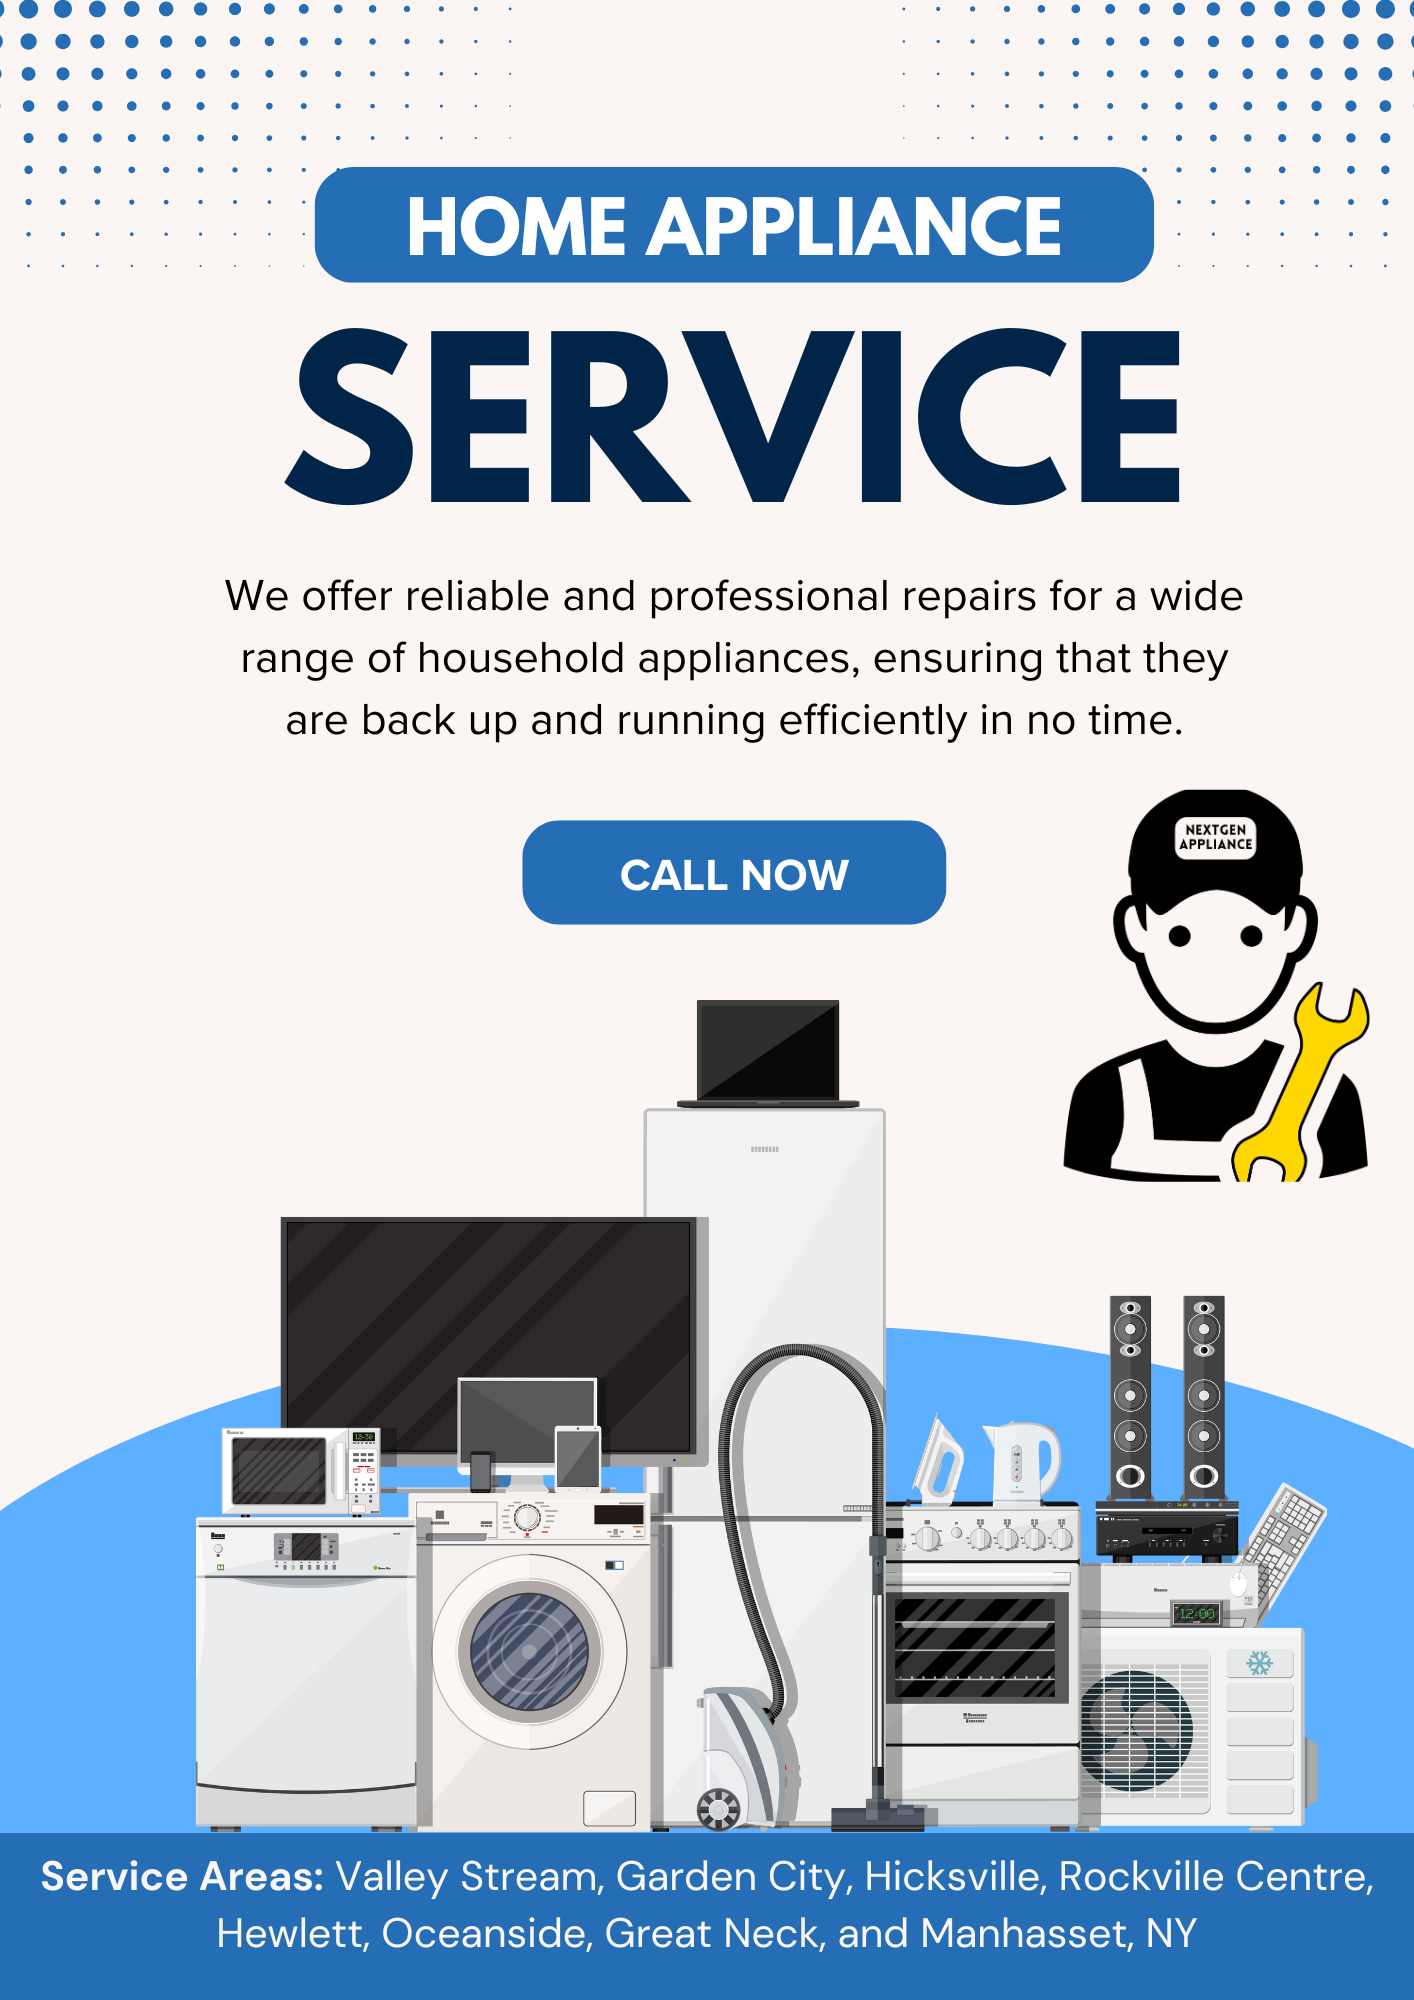 HOME APPLIANCE
SERVICE
We offer reliable and professional repairs for a wide
range of household appliances, ensuring that they
are back up and running efficiently in no time.
CALL NOW
NEXTGEN
APPLIANCE
12:30
12:00
Service Areas: Valley Stream, Garden City, Hicksville, Rockville Centre,
Hewlett, Oceanside, Great Neck, and Manhasset, NY